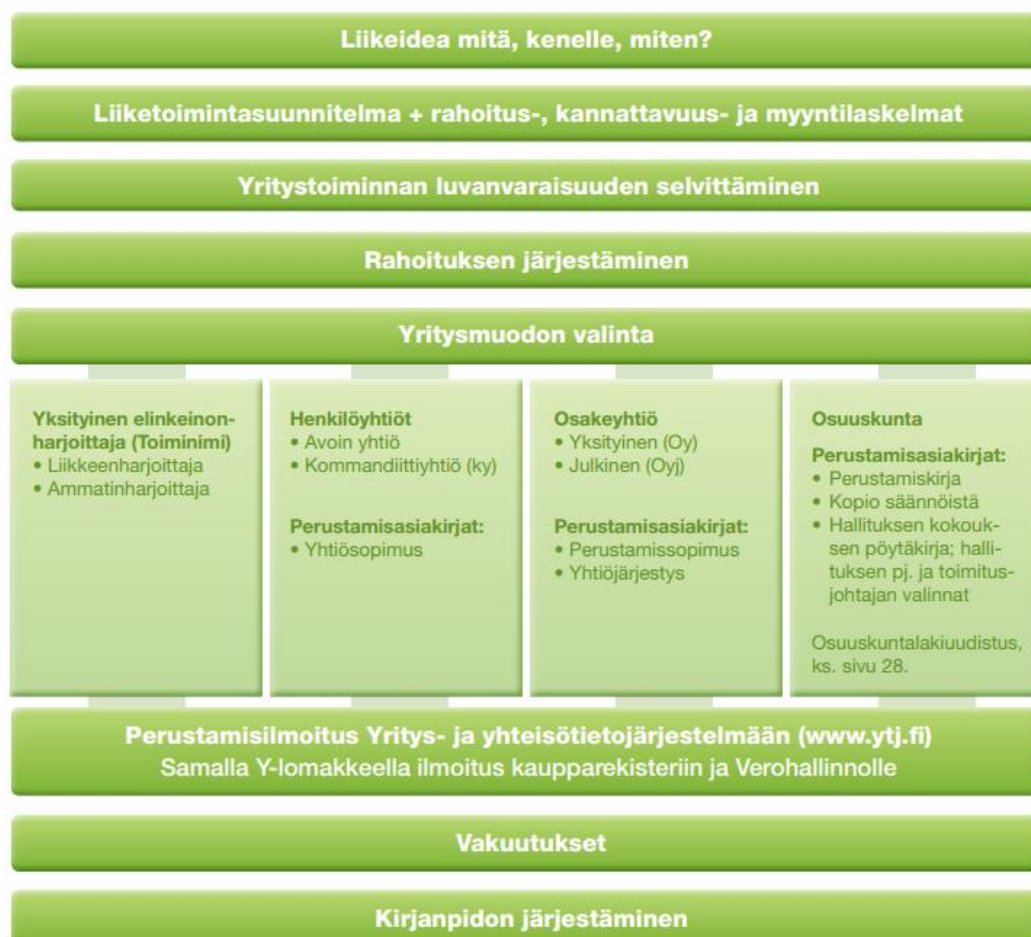 Liikeidea mitä, kenelle, miten?
Liiketoimintasuunnitelma + rahoitus-, kannattavuus- ja myyntilaskelmat
Yritystoiminnan luvanvaraisuuden selvittäminen
Rahoituksen järjestäminen
Yritysmuodon valinta
Yksityinen elinkeinon-
harjoittaja (Toiminimi)
• Liikkeenharjoittaja
• Ammatinharjoittaja
Henkilöyhtiöt
• Avoin yhtiö
• Kommandiittiyhtiö (ky)
Perustamisasiakirjat:
• Yhtiösopimus
Osakeyhtiö
• Yksityinen (Oy)
• Julkinen (Oyj)
Perustamisasiakirjat:
• Perustamissopimus
• Yhtiöjärjestys
Osuuskunta
Perustamisasiakirjat:
• Perustamiskirja
• Kopio säännöistä
• Hallituksen kokouk-
sen pöytäkirja; halli-
tuksen pj. ja toimitus-
johtajan valinnat
Osuuskuntalakiuudistus,
ks. sivu 28.
Perustamisilmoitus Yritys- ja yhteisötietojärjestelmään (www.ytj.fi)
Samalla Y-lomakkeella ilmoitus kaupparekisteriin ja Verohallinnolle
Vakuutukset
Kirjanpidon järjestäminen